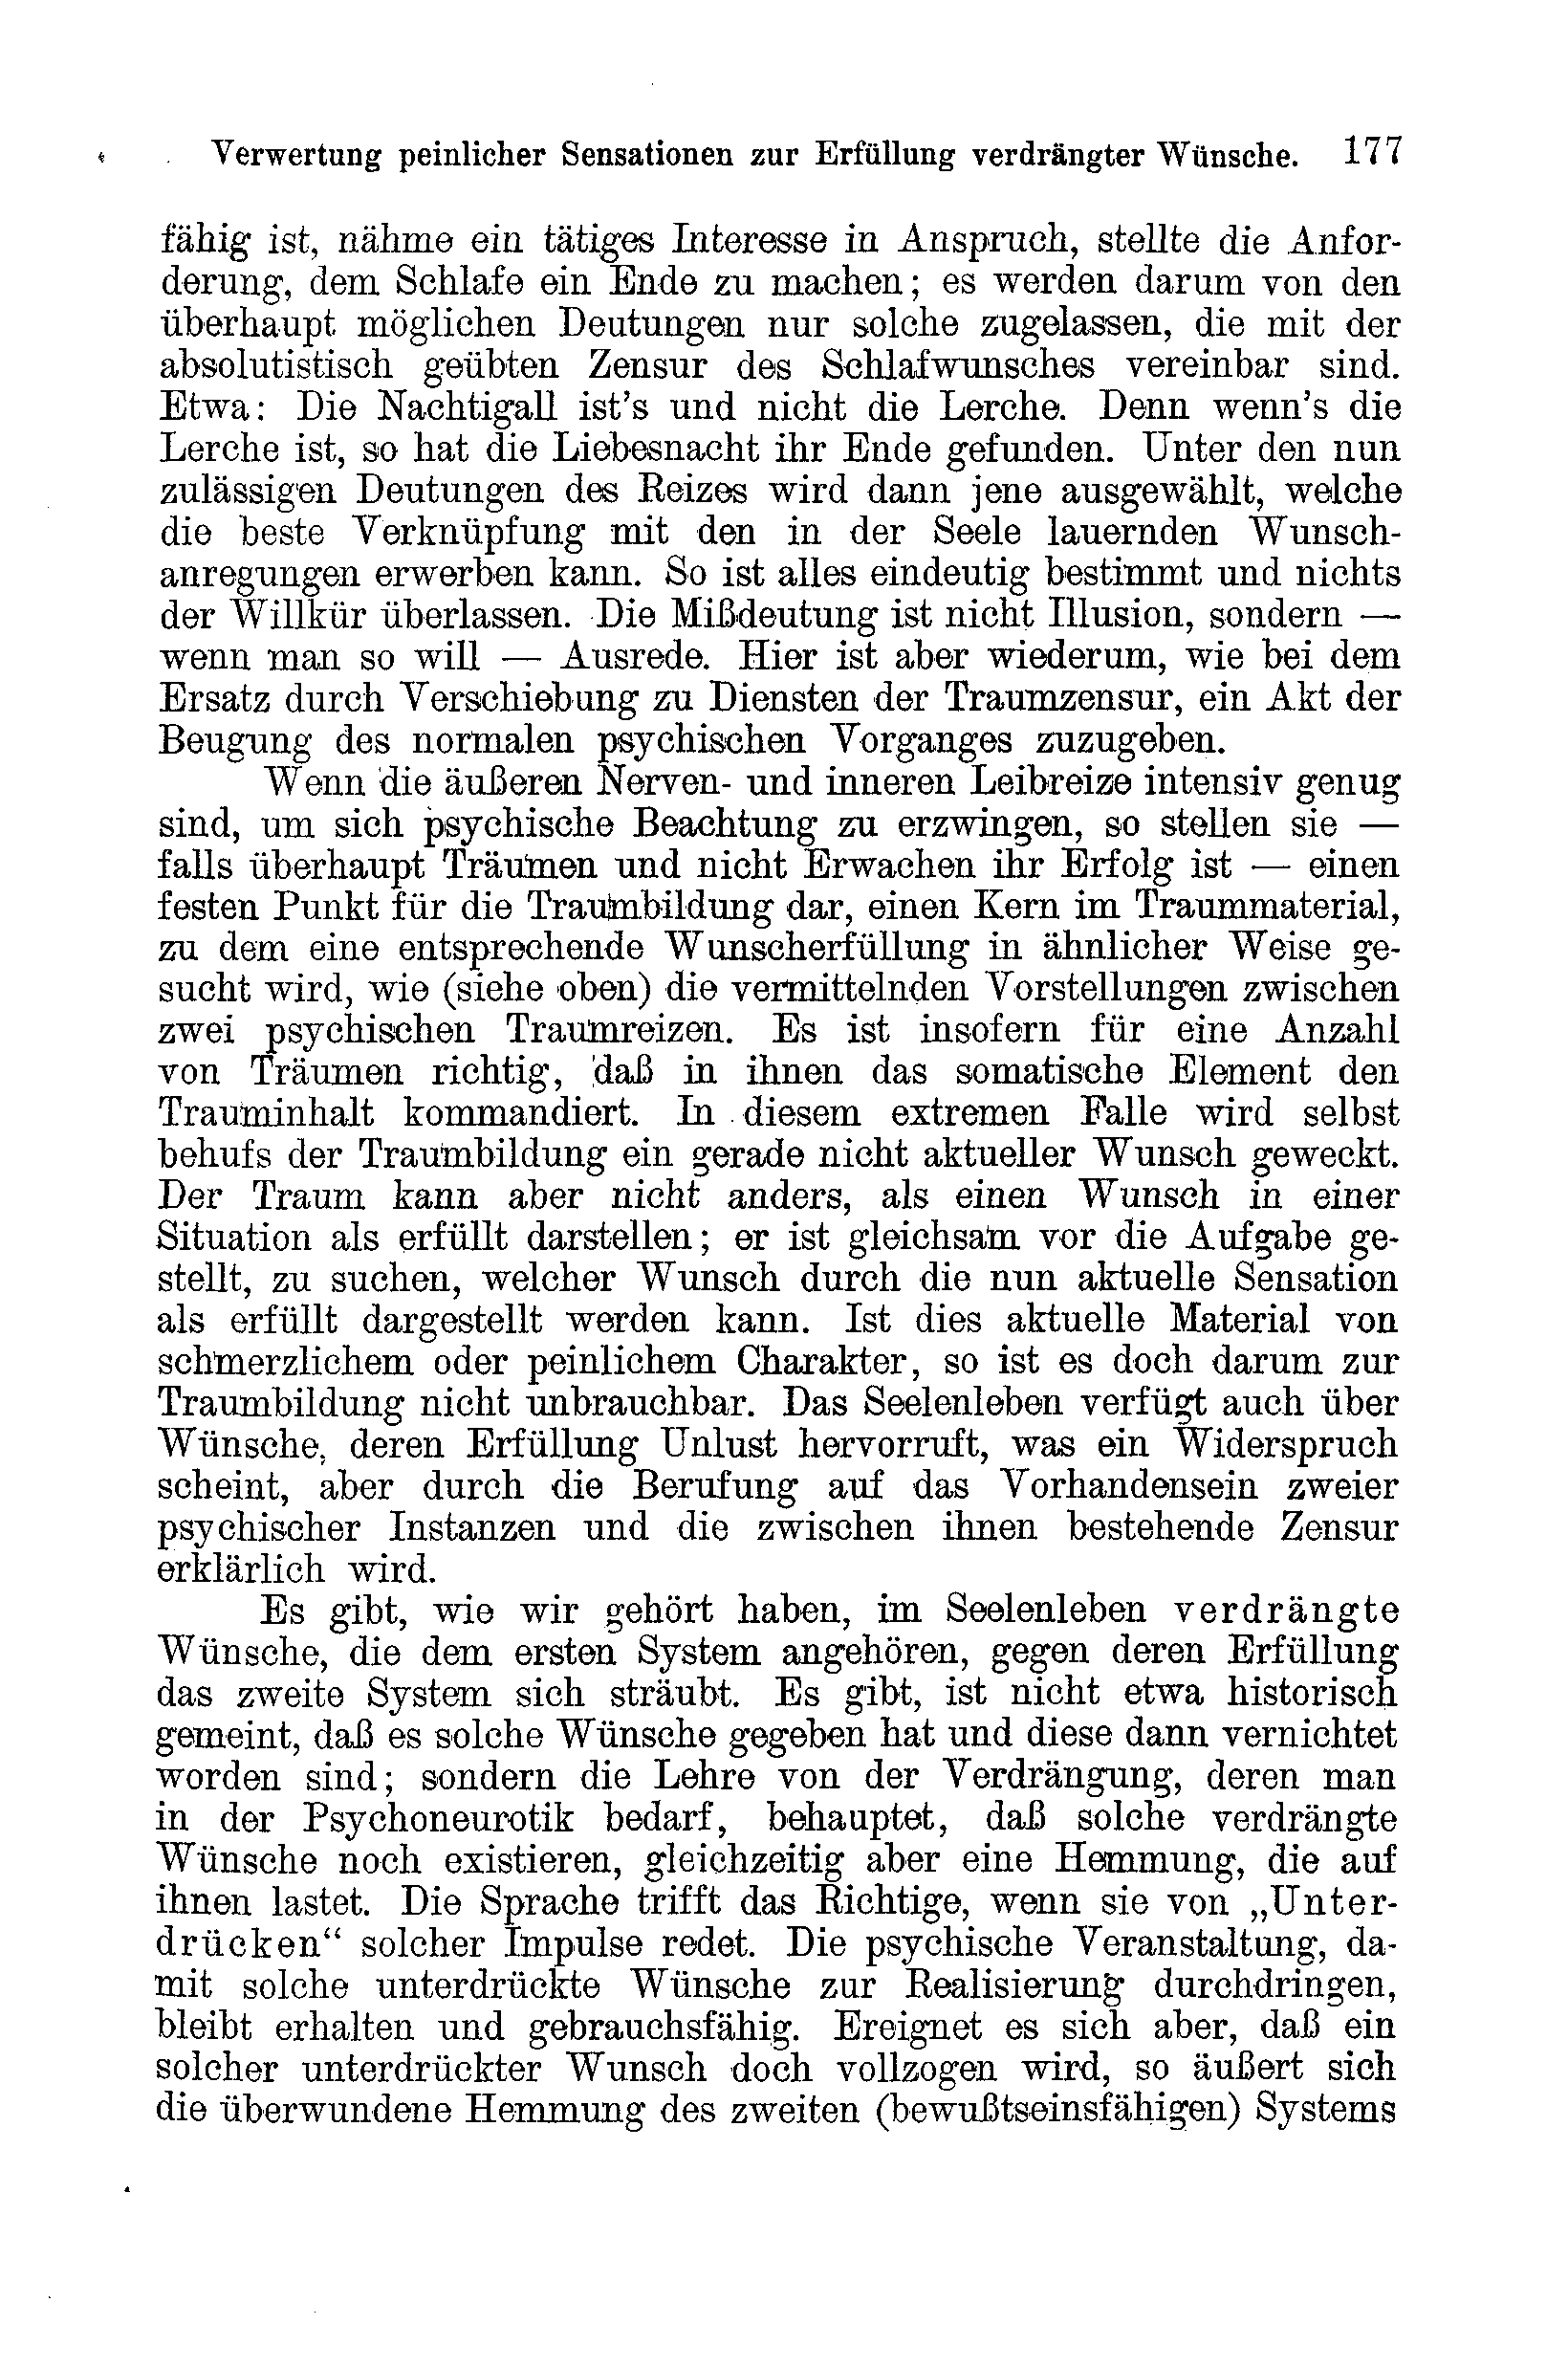 Verwertung peinlicher Sensationen zur Erfüllung verdrängter Wünsche. 177
fähig ist, nähme ein tätiges Interesse in Anspruch, stellte die Anfor-
derung, dem Schlafe ein Ende zu machen; es werden darum von den
überhaupt möglichen Deutungen nur solche zugelassen, die mit der
absolutistisch geübten Zensur des Schlafwunsches vereinbar sind.
Etwa: Die Nachtigall ist's und nicht die Lerche. Denn wenn's die
Lerche ist, so hat die Liebesnacht ihr Ende gefunden. Unter den nun
zulässigen Deutungen des Reizes wird dann jene ausgewählt, welche
die beste Verknüpfung mit den in der Seele lauernden Wunsch-
anregungen erwerben kann. So ist alles eindeutig bestimmt und nichts
der Willkür überlassen. Die Mißdeutung ist nicht Illusion, sondern —
wenn man so will — Ausrede. Hier ist aber wiederum, wie bei dem
Ersatz durch Verschiebung zu Diensten der Traumzensur, ein Akt der
Beugung des normalen psychischen Vorganges zuzugeben.
Wenn die äußeren Nerven- und inneren Leibreize intensiv genug
sind, um sich psychische Beachtung zu erzwingen, so stellen sie —
falls überhaupt Träumen und nicht Erwachen ihr Erfolg ist — einen
festen Punkt für die Traumbildung dar, einen Kern im Traummaterial,
zu dem eine entsprechende Wunscherfüllung in ähnlicher Weise ge-
sucht wird, wie (siehe oben) die vermittelnden Vorstellungen zwischen
zwei psychischen Traumreizen. Es ist insofern für eine Anzahl
von Träumen richtig, daß in ihnen das somatische Element den
Trauminhalt kommandiert. In diesem extremen Falle wird selbst
behufs der Traumbildung ein gerade nicht aktueller Wunsch geweckt.
Der Traum kann aber nicht anders, als einen Wunsch in einer
Situation als erfüllt darstellen; er ist gleichsam vor die Aufgabe ge-
stellt, zu suchen, welcher Wunsch durch die nun aktuelle Sensation
als erfüllt dargestellt werden kann. Ist dies aktuelle Material von
schmerzlichem oder peinlichem Charakter, so ist es doch darum zur
Traumbildung nicht unbrauchbar. Das Seelenleben verfügt auch über
Wünsche, deren Erfüllung Unlust hervorruft, was ein Widerspruch
scheint, aber durch die Berufung auf das Vorhandensein zweier
psychischer Instanzen und die zwischen ihnen bestehende Zensur
erklärlich wird.
Es gibt, wie wir gehört haben, im Seelenleben verdrängte
Wünsche, die dem ersten System angehören, gegen deren Erfüllung
das zweite System sich sträubt. Es gibt, ist nicht etwa historisch
gemeint, daß es solche Wünsche gegeben hat und diese dann vernichtet
worden sind; sondern die Lehre von der Verdrängung, deren man
in der Psychoneurotik bedarf, behauptet, daß solche verdrängte
Wünsche noch existieren, gleichzeitig aber eine Hemmung, die auf
ihnen lastet. Die Sprache trifft das Richtige, wenn sie von „Unter-
drücken“ solcher Impulse redet. Die psychische Veranstaltung, da-
mit solche unterdrückte Wünsche zur Realisierung durchdringen,
bleibt erhalten und gebrauchsfähig. Ereignet es sich aber, daß ein
solcher unterdrückter Wunsch doch vollzogen wird, so äußert sich
die überwundene Hemmung des zweiten (bewußtseinsfähigen) Systems